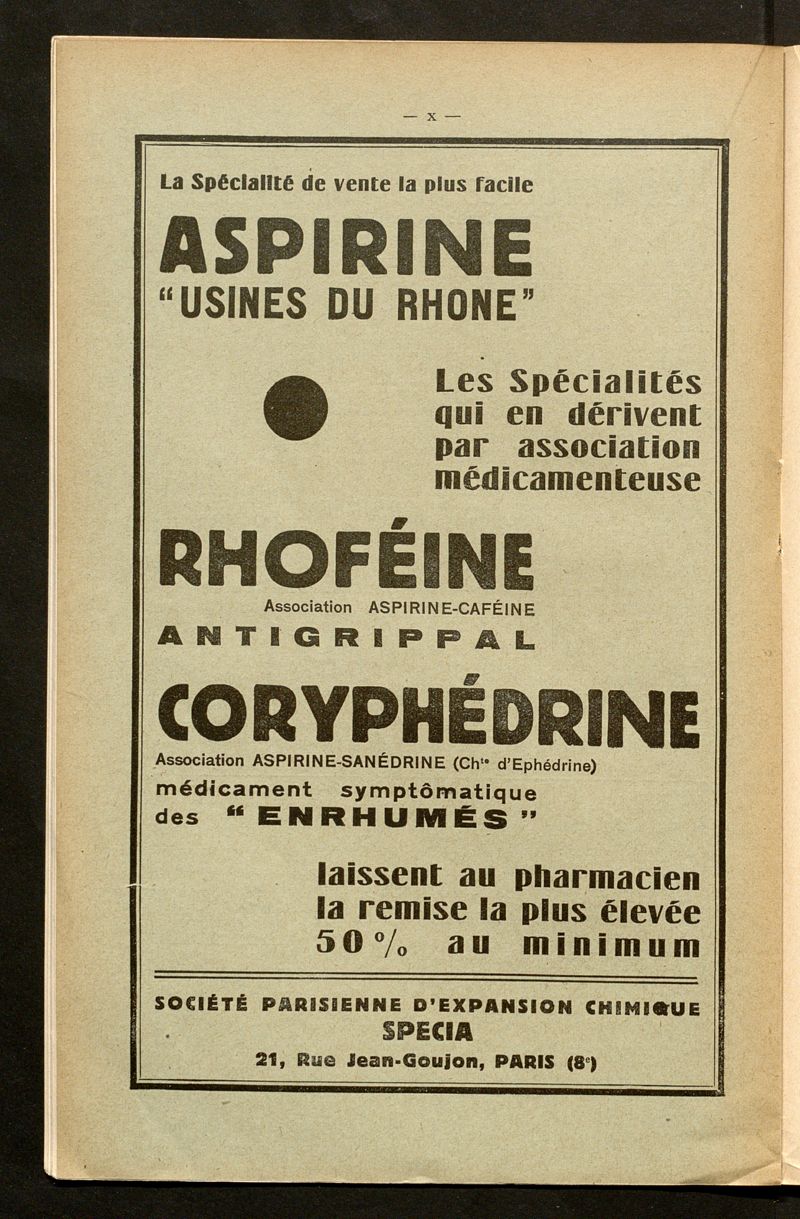 — x —
La Spécialité de vente la plus facile
ASPIRINE
“USINES DU RHONE”
Les Spécialités
qui en dérivent
par association
médicamenteuse
RHOFÉINE
Association ASPIRINE-CAFÉINE
ANTIGRIPPAL
CORYPHÉDRINE
Association ASPIRINE-SANÉDRINE (Chte d'Ephédrine)
médicament symptômatique
des “ENRHUMÉS”
laissent au pharmacien
la remise la plus élevée
50% au minimum
SOCIÉTÉ PARISIENNE D'EXPANSION CHIMIQUE
SPECIA
21, Rue Jean-Goujon, PARIS (8e)